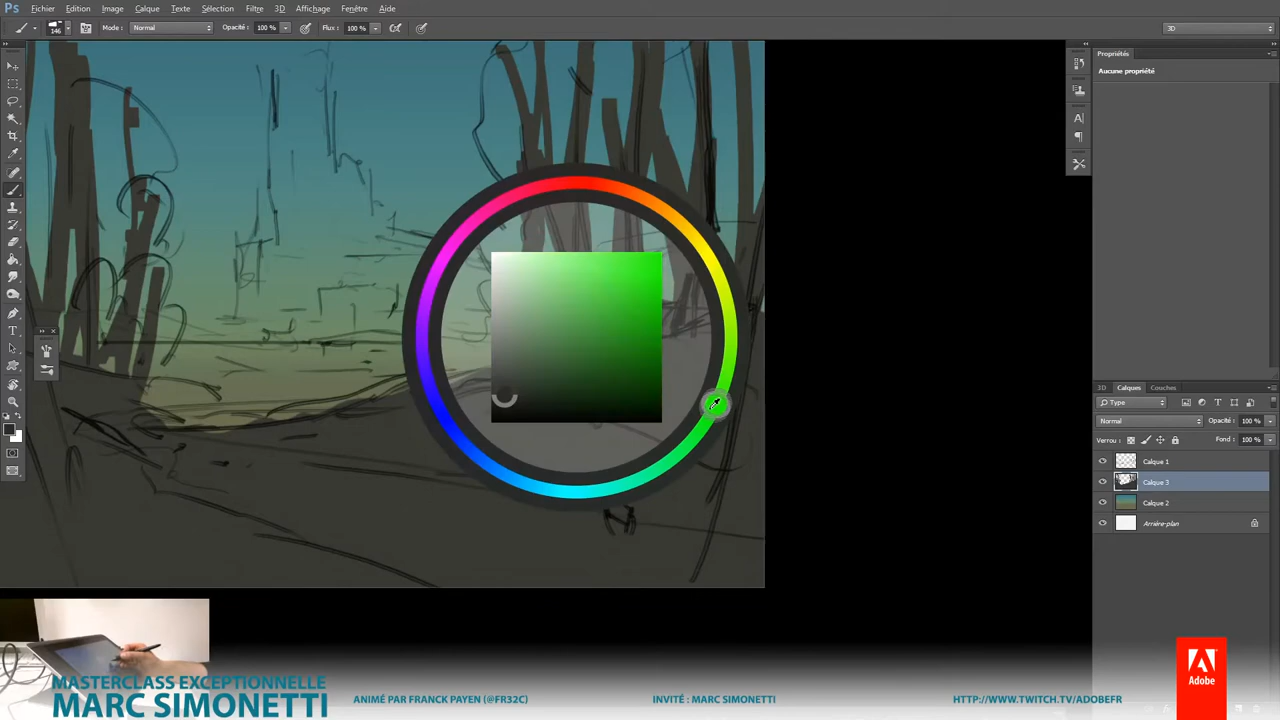 Ps Fichier Edition Image Calque Texte Sélection Filtre 3D Affichage Fenêtre Aide
146 Mode : Normal Opacité : 100 % Flux : 100 % 3D
Propriétés
Aucune propriété
3D Calques Couches
Type
Normal Opacité : 100 %
Verrou : Fond : 100 %
Calque 1
Calque 3
Calque 2
Arrière-plan
MASTERCLASS EXCEPTIONNELLE
MARC SIMONETTI
ANIMÉ PAR FRANCK PAYEN (@FR32C) INVITÉ : MARC SIMONETTI HTTP://WWW.TWITCH.TV/ADOBEFR
Adobe